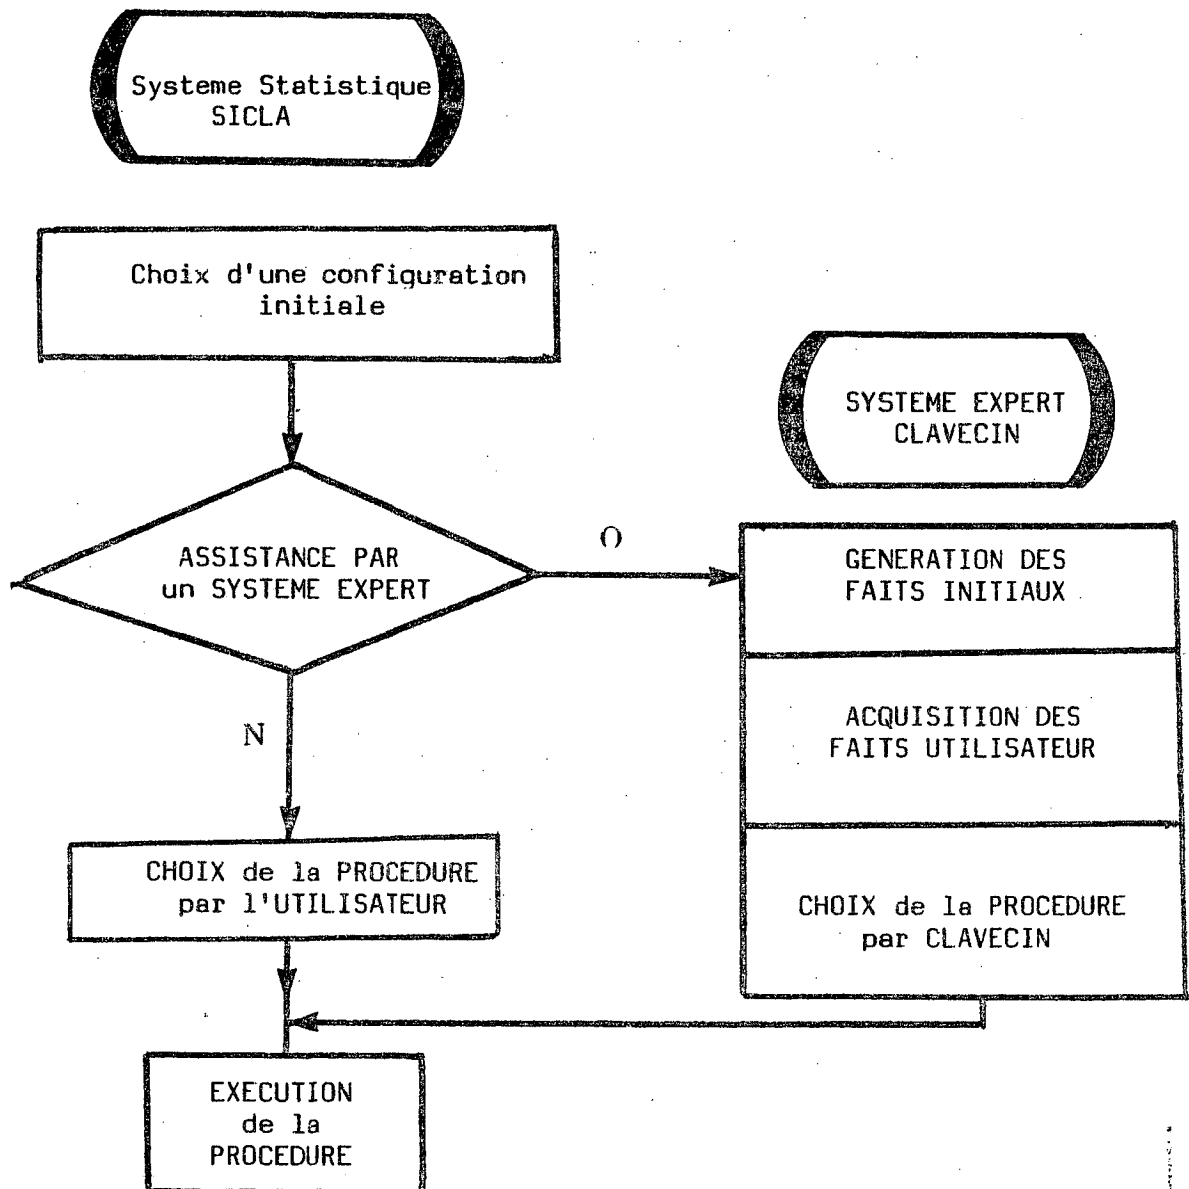 Systeme Statistique
SICLA
Choix d'une configuration
initiale
SYSTEME EXPERT
CLAVECIN
ASSISTANCE PAR
un SYSTEME EXPERT
O
GENERATION DES
FAITS INITIAUX
ACQUISITION DES
FAITS UTILISATEUR
N
CHOIX de la PROCEDURE
par l'UTILISATEUR
CHOIX de la PROCEDURE
par CLAVECIN
EXECUTION
de la
PROCEDURE